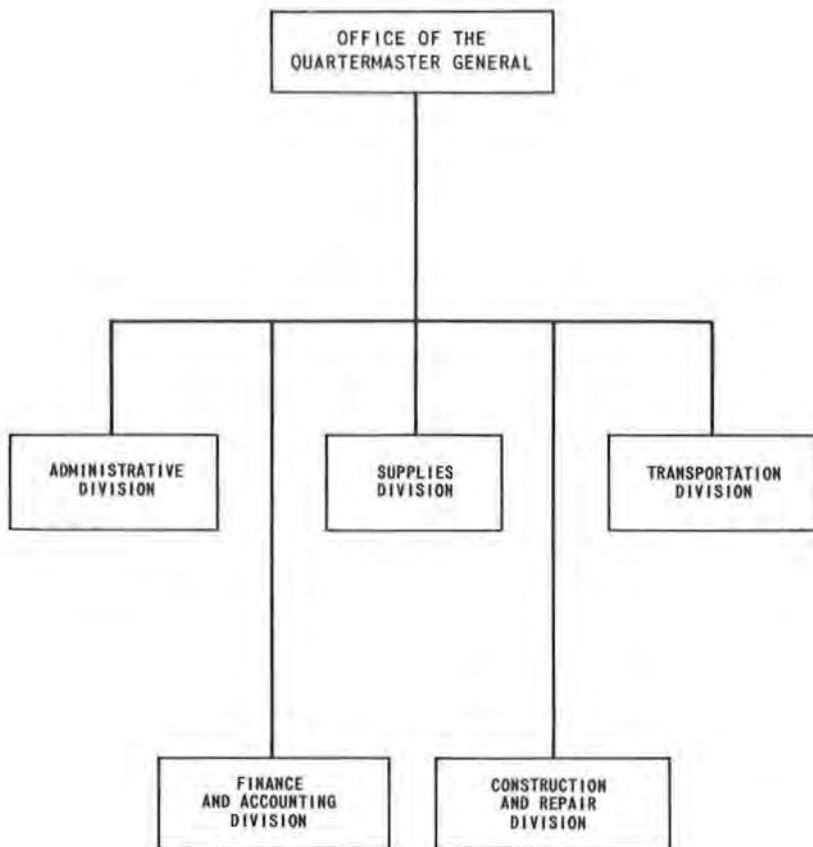 OFFICE OF THE
QUARTERMASTER GENERAL
ADMINISTRATIVE
DIVISION
SUPPLIES
DIVISION
TRANSPORTATION
DIVISION
FINANCE
AND ACCOUNTING
DIVISION
CONSTRUCTION
AND REPAIR
DIVISION